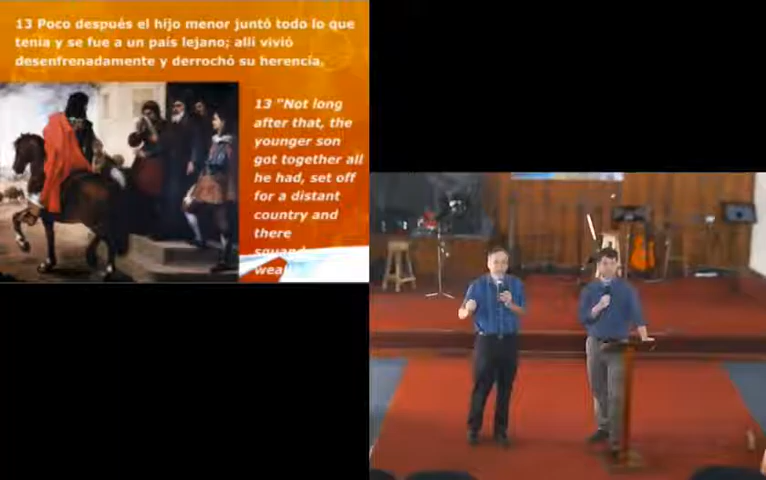 13 Poco después el hijo menor juntó todo lo que
tenía y se fue a un país lejano; allí vivió
desenfrenadamente y derrochó su herencia.
13 "Not long
after that, the
younger son
got together all
he had, set off
for a distant
country and
there